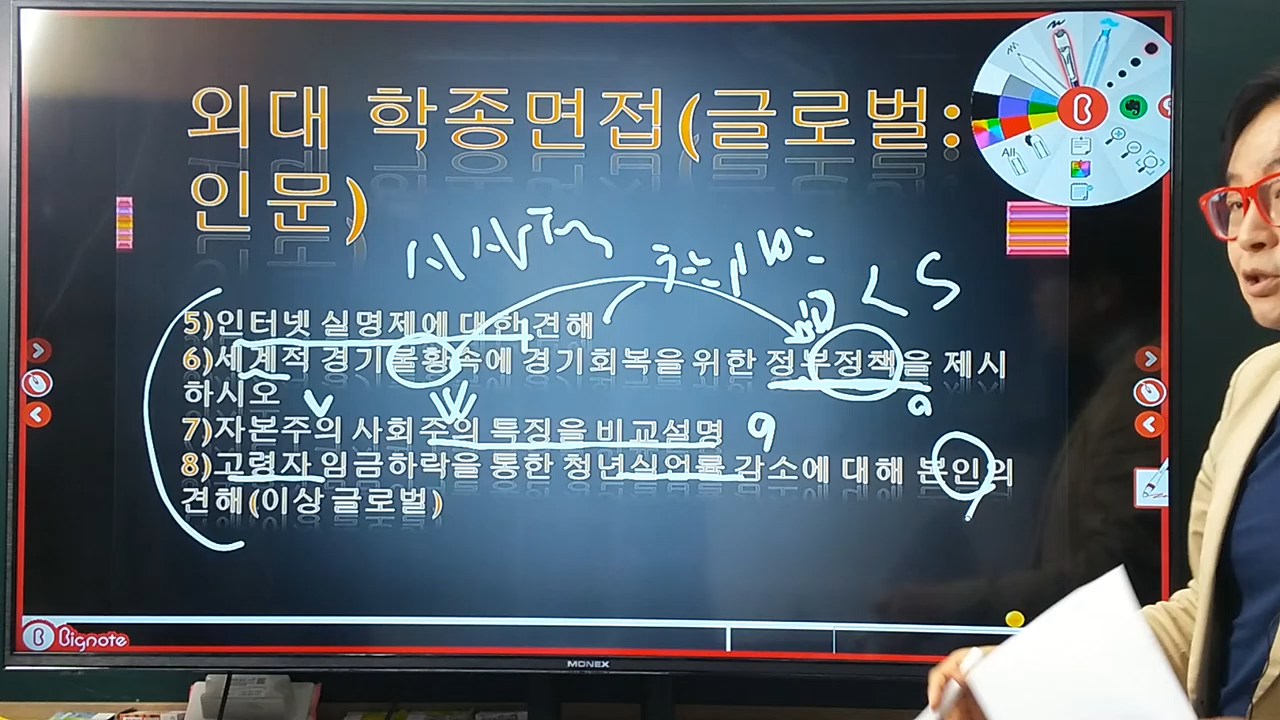 외대 학종면접(글로벌:
인문)
5)인터넷 실명제에 대한 견해
6)세계적 경기불황속에 경기회복을 위한 정부정책을 제시
하시오
7)자본주의 사회주의 특징을 비교설명
8)고령자 임금하락을 통한 청년실업률 감소에 대해 본인의
견해(이상 글로벌)
All
Bignote
MONEX